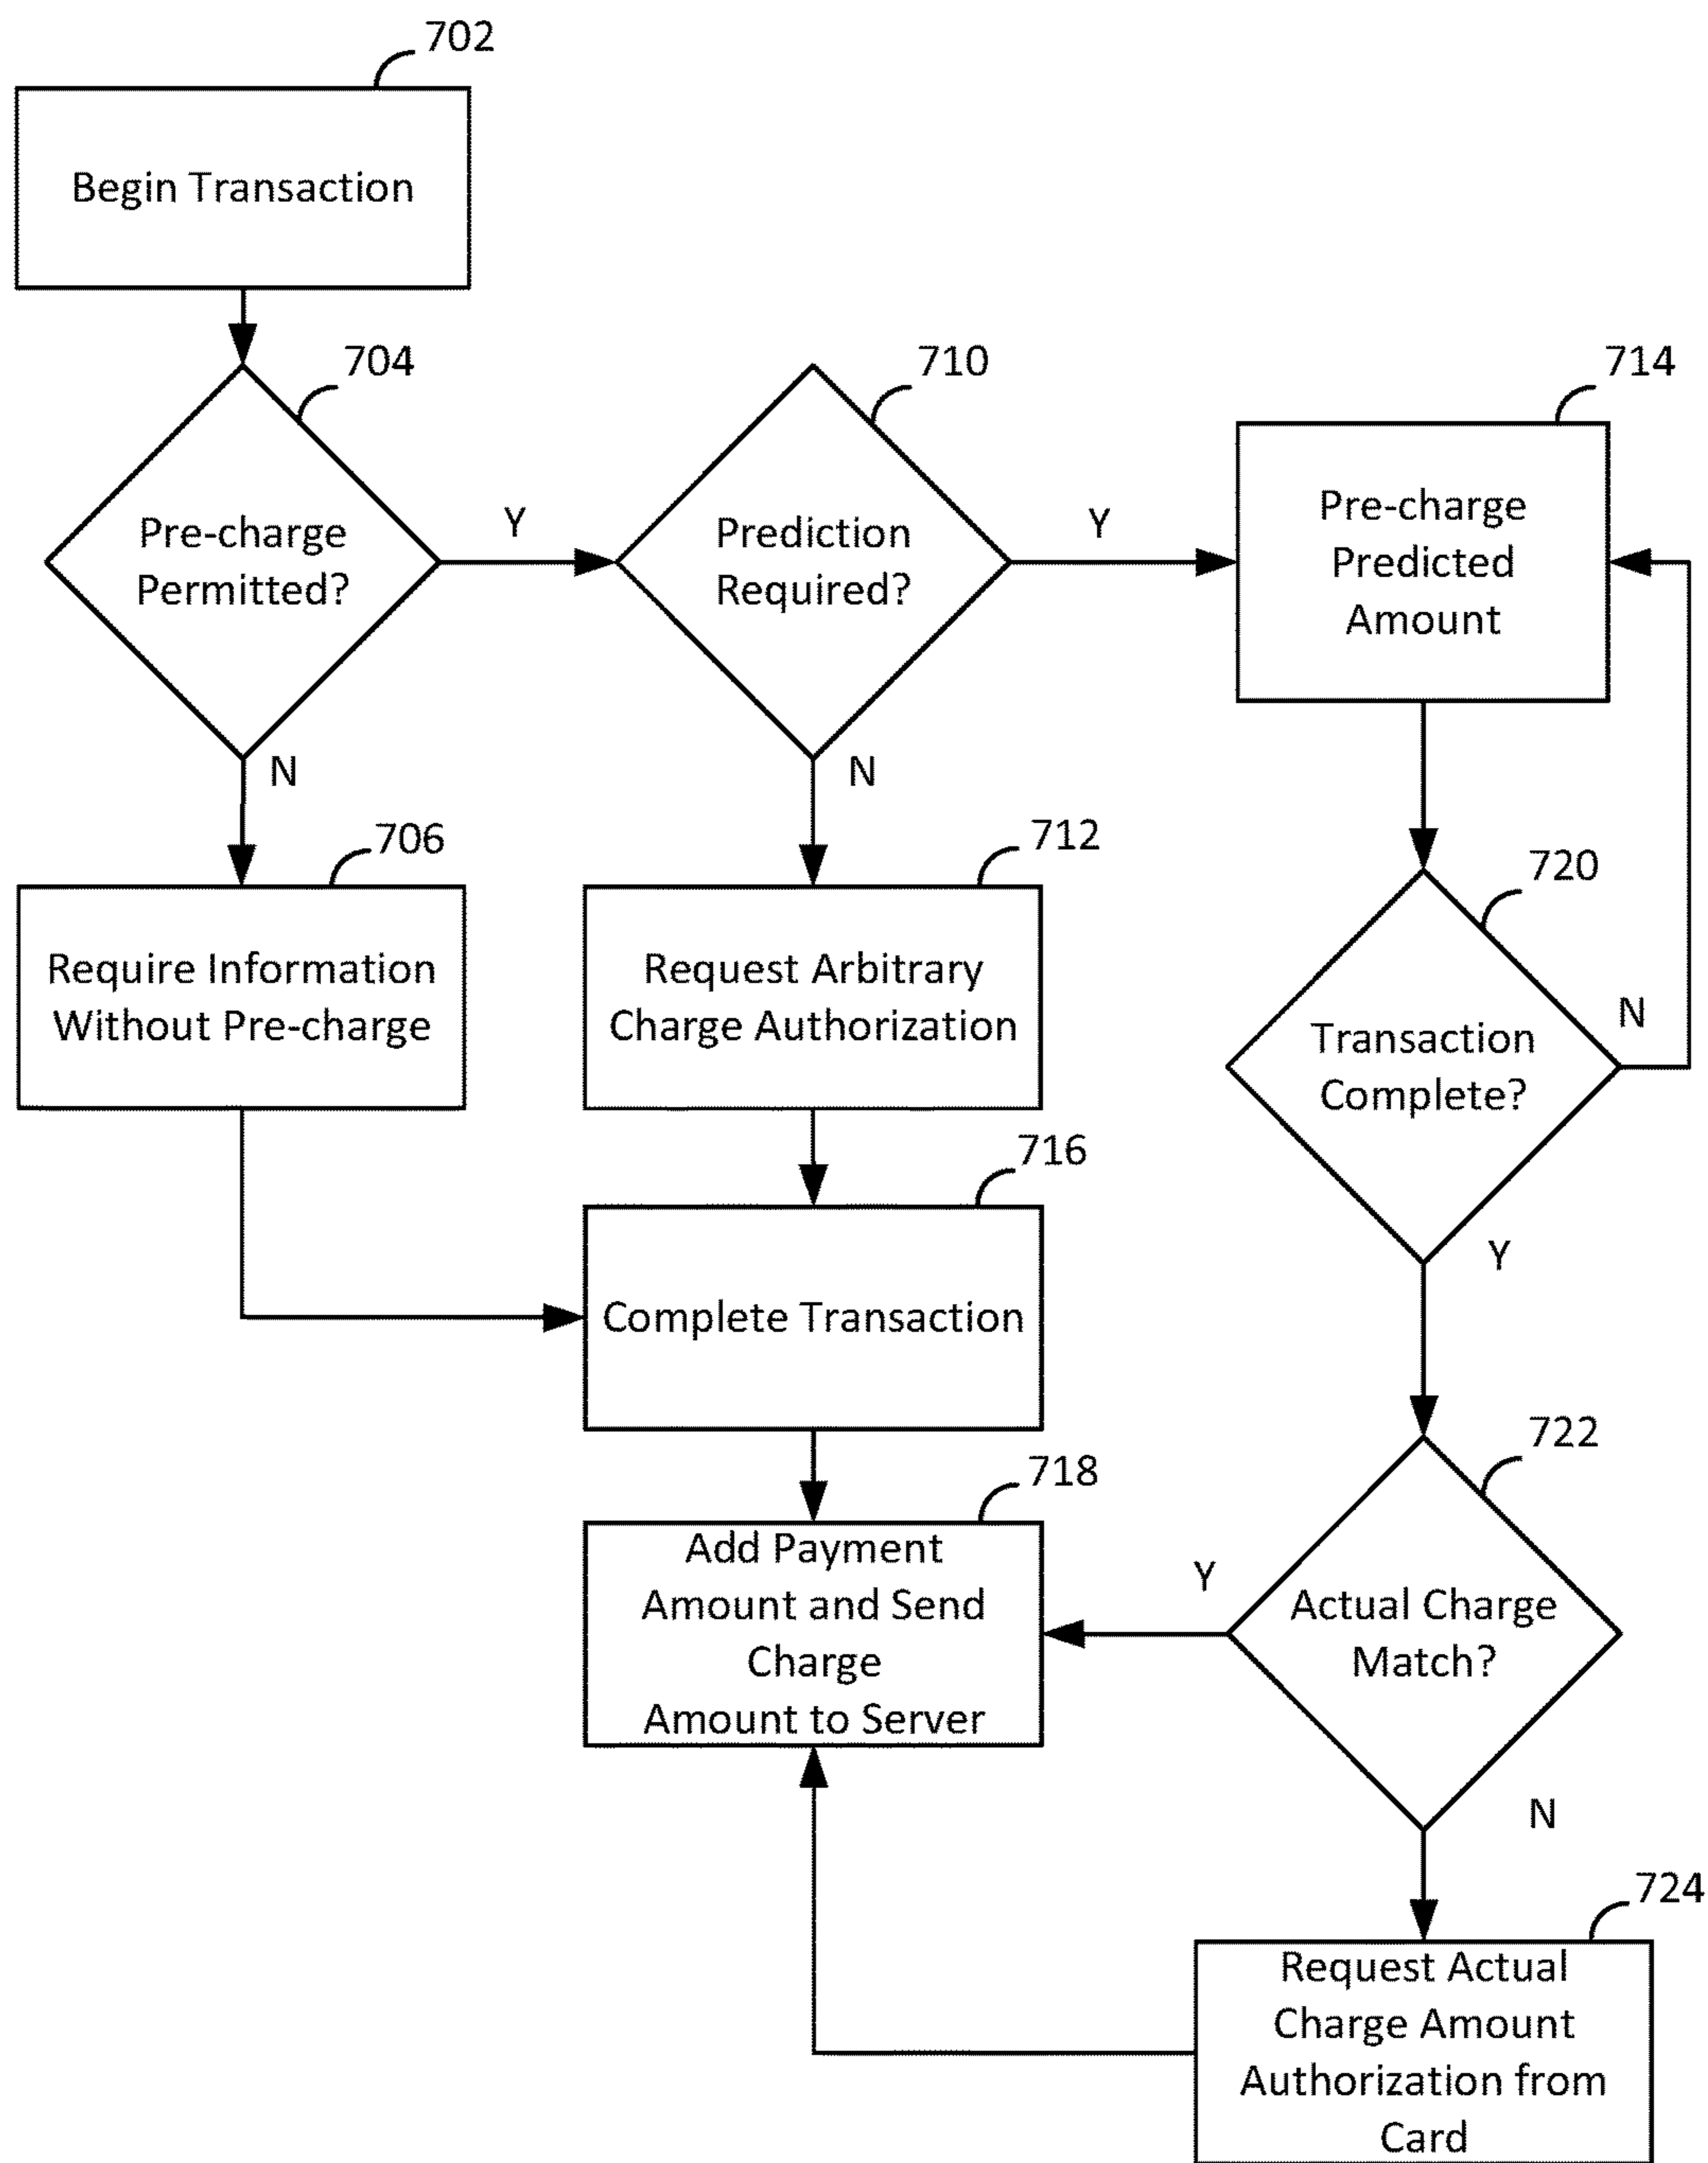 702
Begin Transaction
704
Pre-charge
Permitted?
Y
N
710
Prediction
Required?
Y
N
714
Pre-charge
Predicted
Amount
706
Require Information
Without Pre-charge
712
Request Arbitrary
Charge Authorization
720
Transaction
Complete?
N
Y
716
Complete Transaction
718
Add Payment
Amount and Send
Charge
Amount to Server
722
Actual Charge
Match?
Y
N
724
Request Actual
Charge Amount
Authorization from
Card